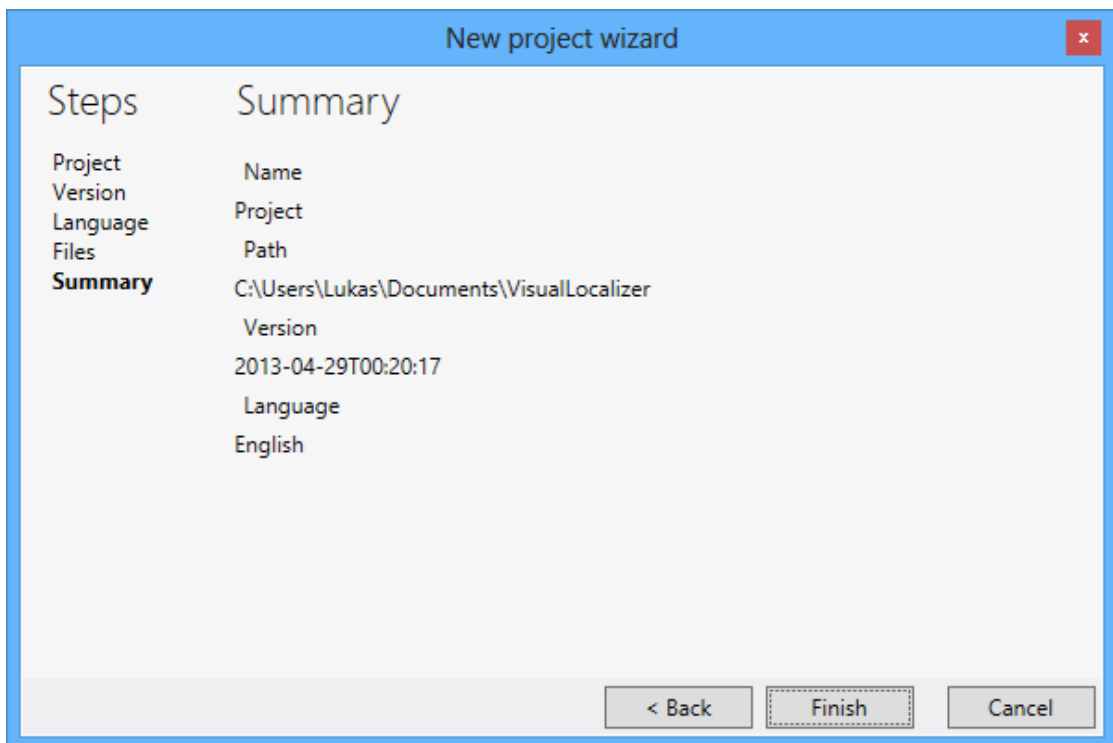 New project wizard
x
Steps
Project
Version
Language
Files
Summary
Summary
Name
Project
Path
C:\Users\Lukas\Documents\VisualLocalizer
Version
2013-04-29T00:20:17
Language
English
< Back
Finish
Cancel